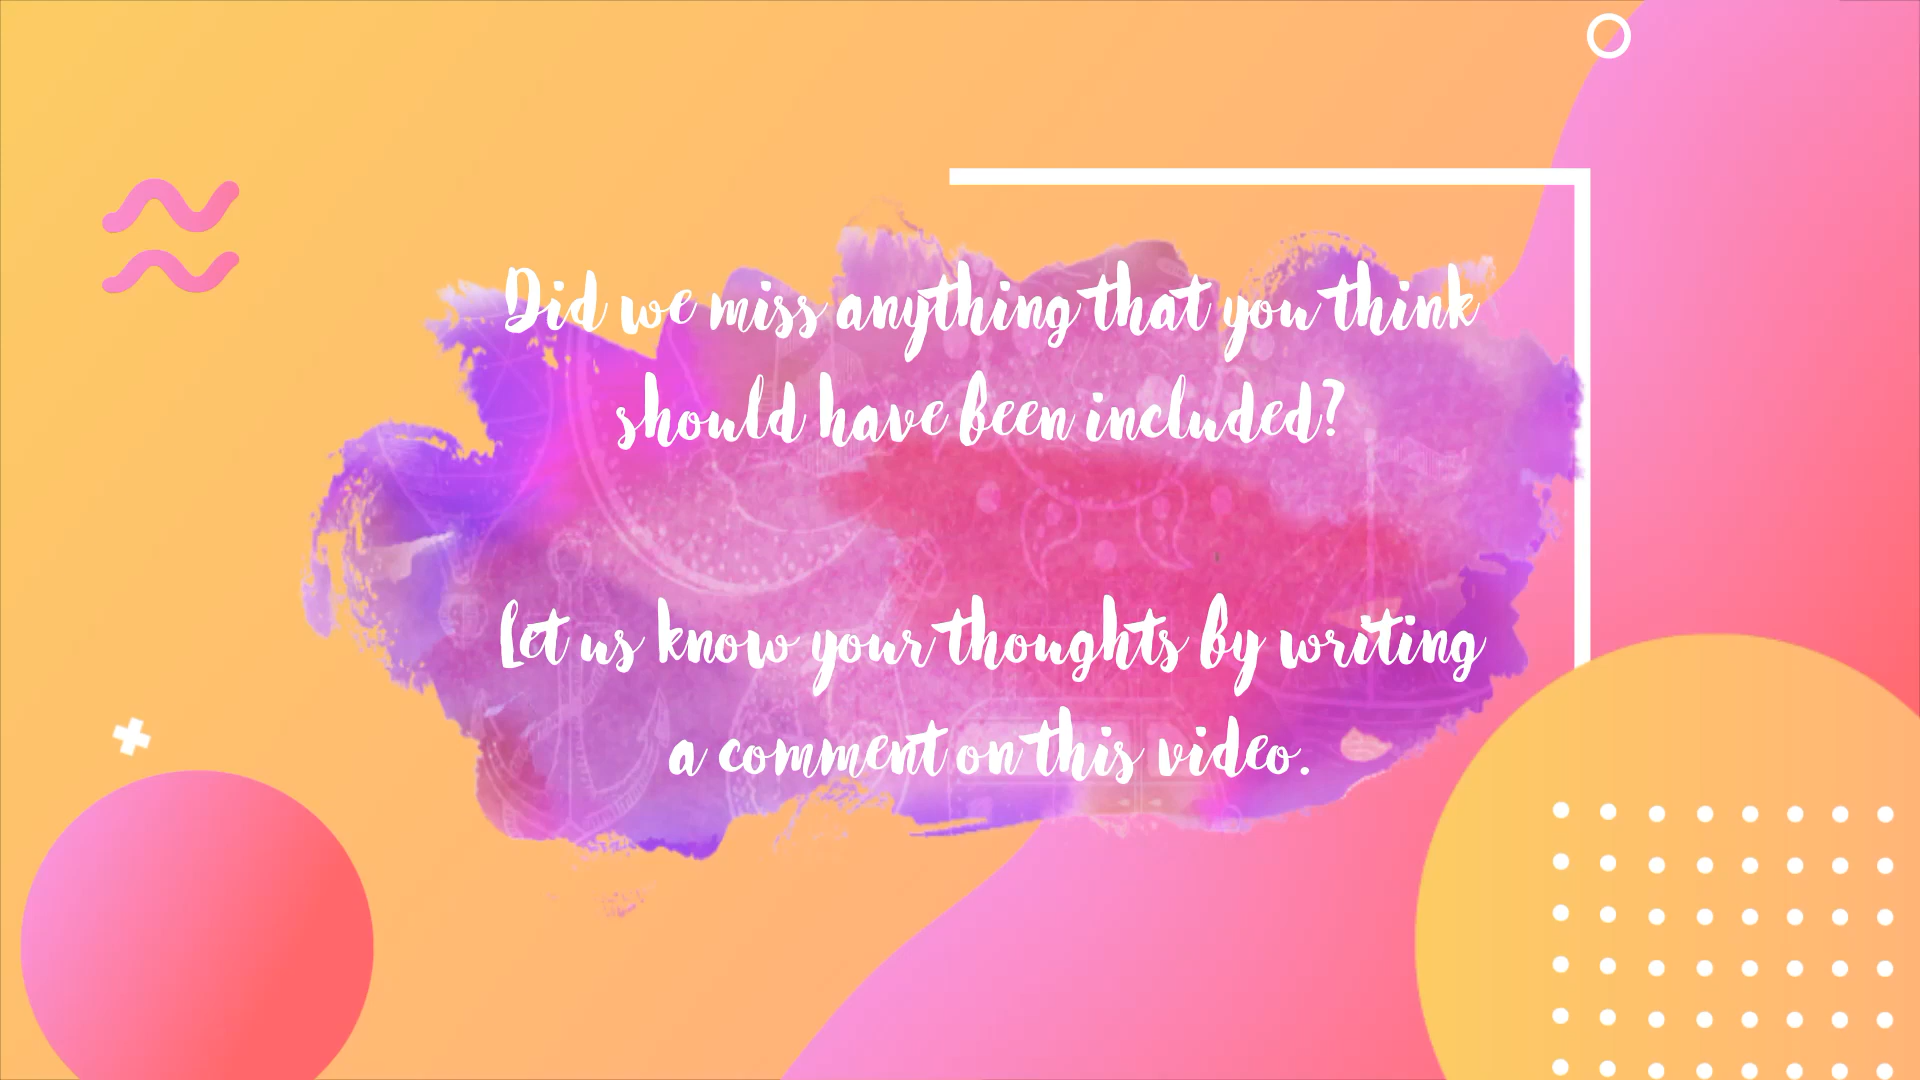 Did we miss anything that you think
should have been included?
Let us know your thoughts by writing
a comment on this video.